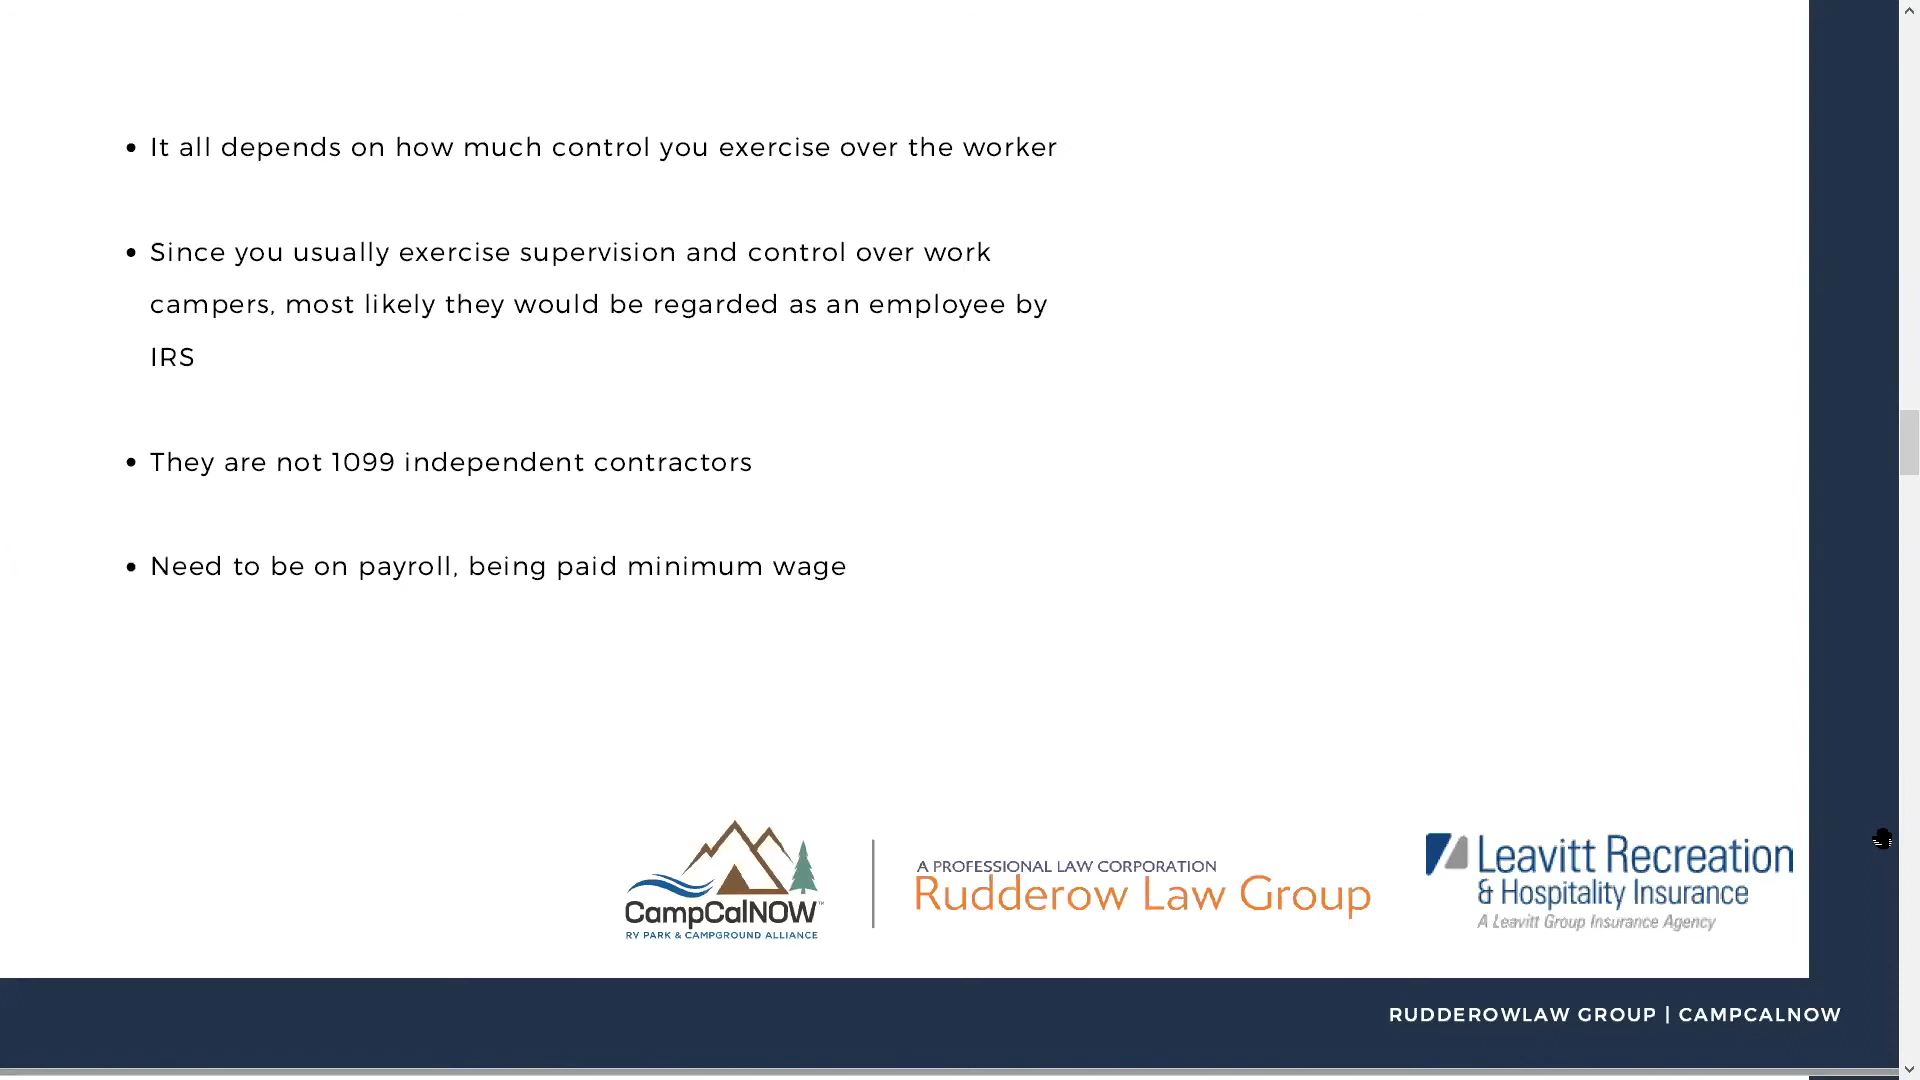 • It all depends on how much control you exercise over the worker
• Since you usually exercise supervision and control over work
campers, most likely they would be regarded as an employee by
IRS
• They are not 1099 independent contractors
• Need to be on payroll, being paid minimum wage
CampCalNOW™
RV PARK & CAMPGROUND ALLIANCE
A PROFESSIONAL LAW CORPORATION
Rudderow Law Group
Leavitt Recreation
& Hospitality Insurance
A Leavitt Group Insurance Agency
RUDDEROWLAW GROUP | CAMPCALNOW